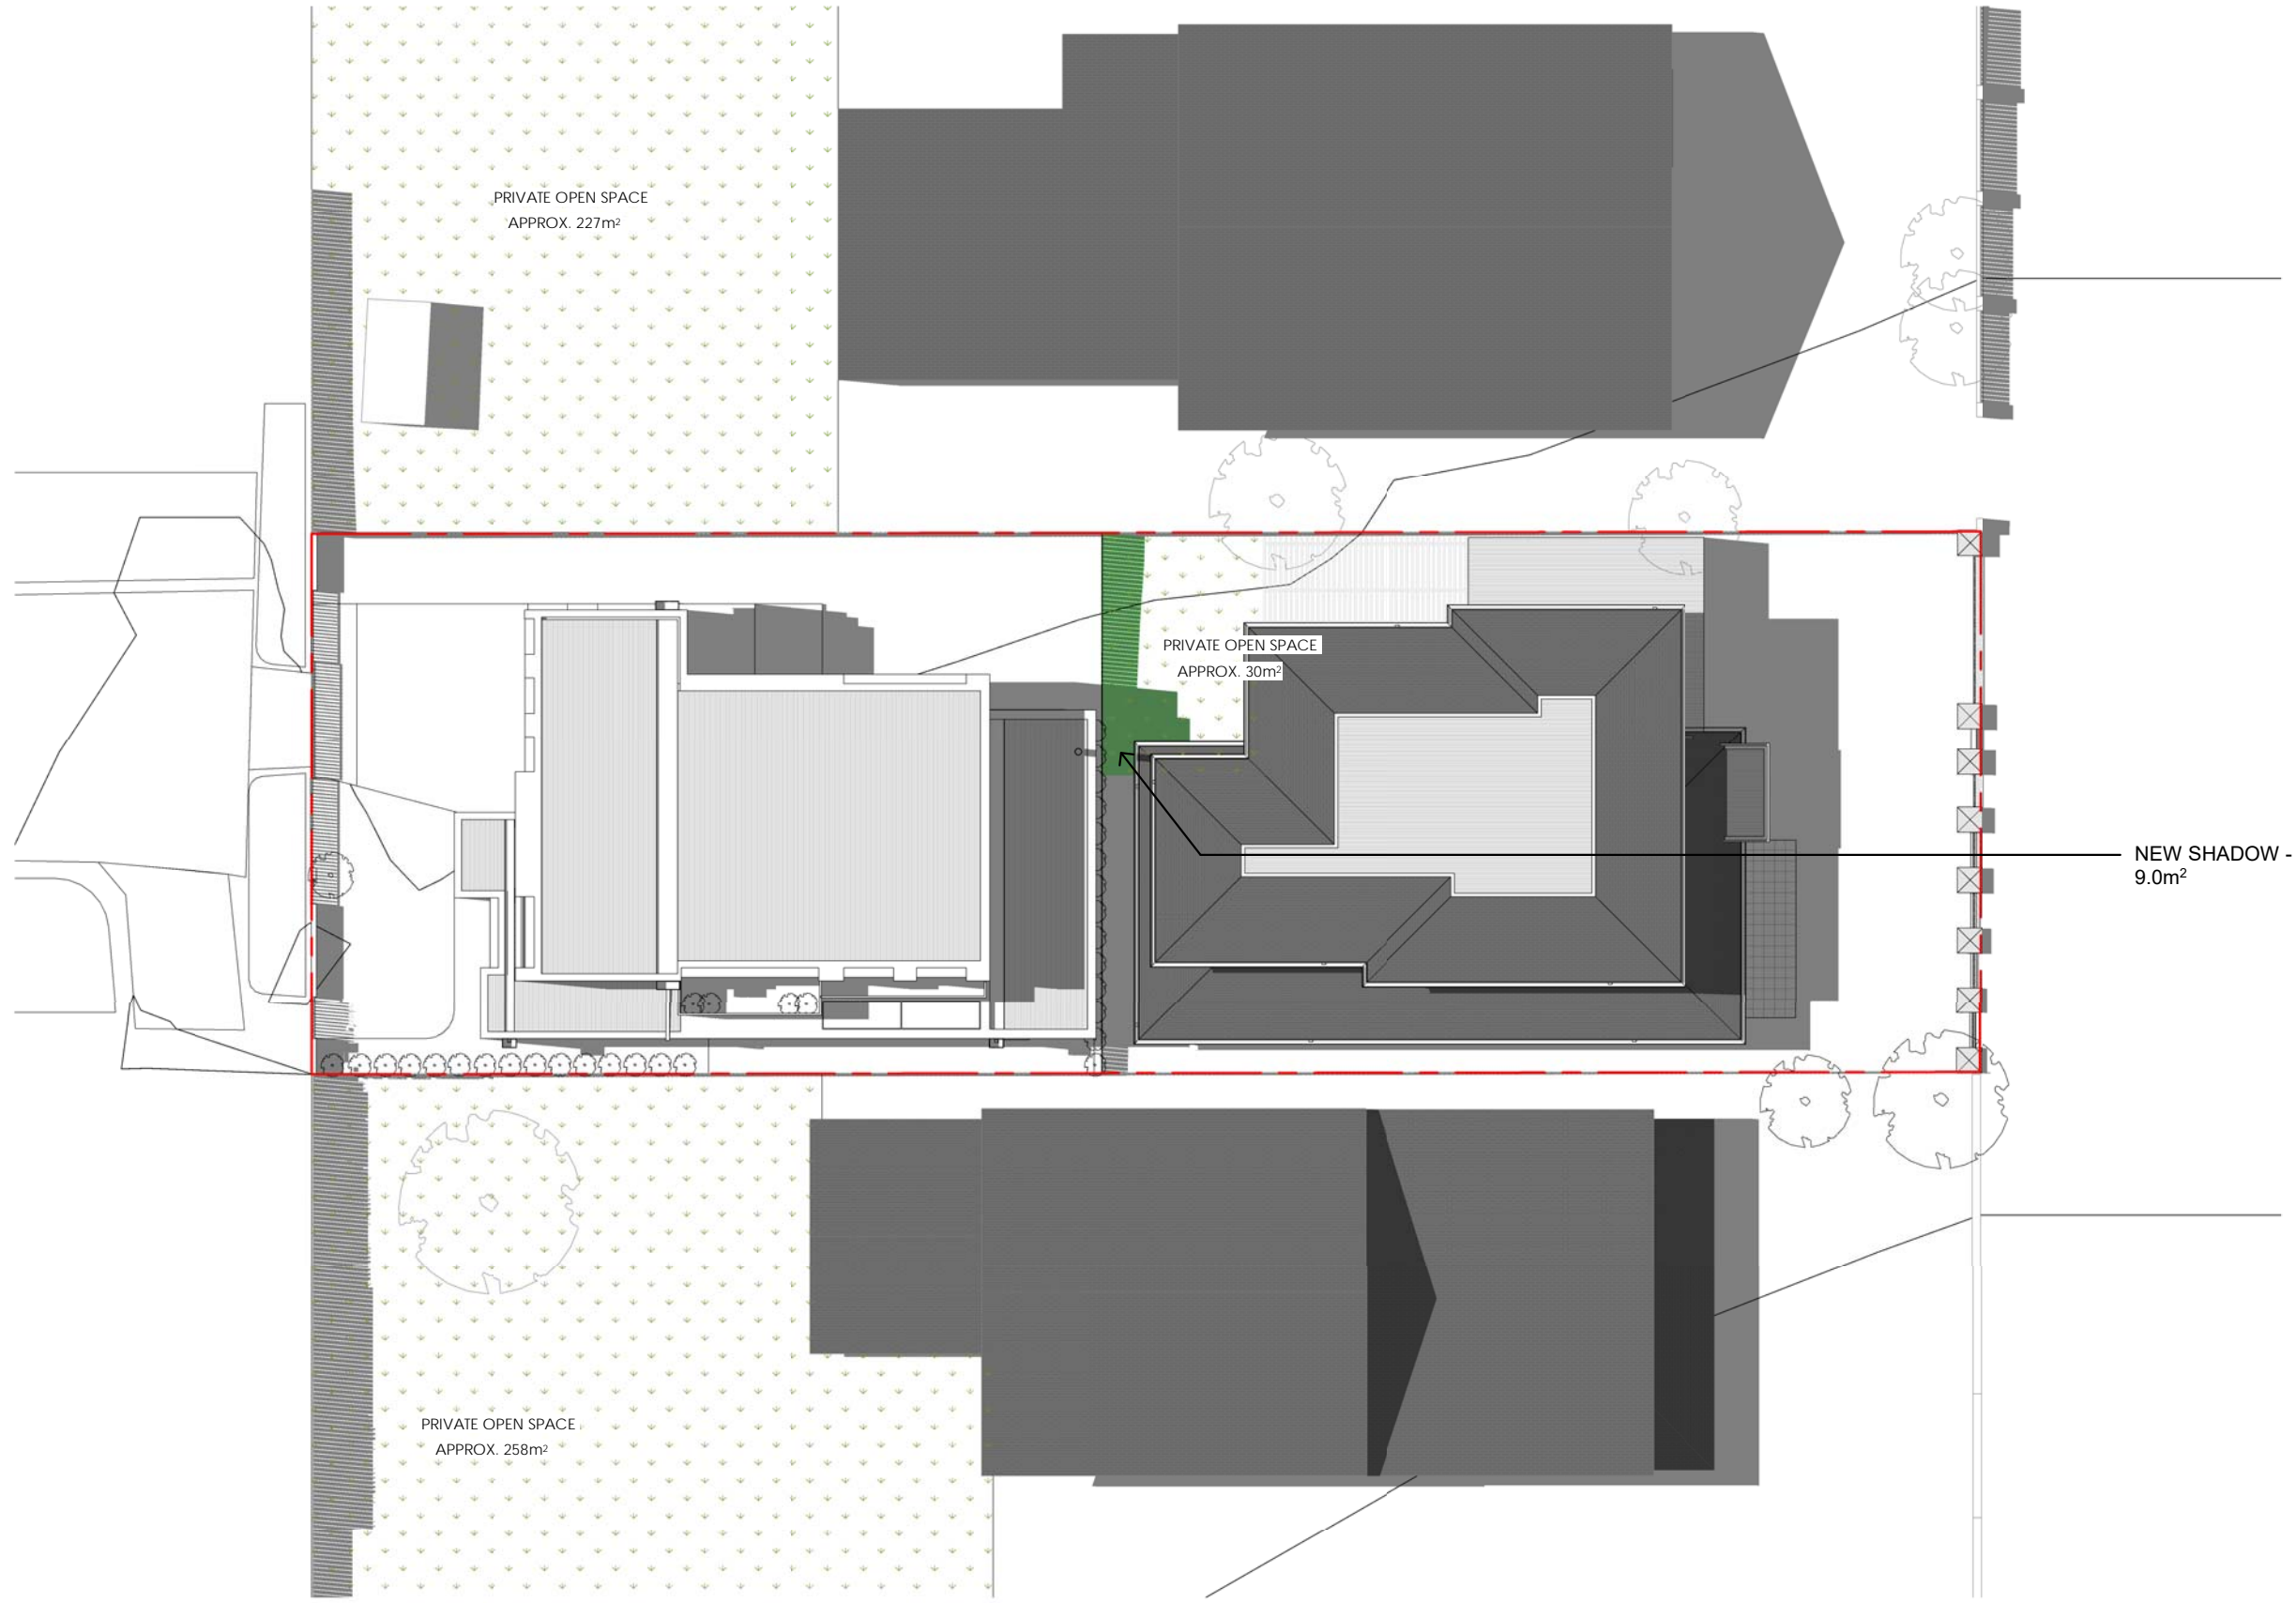 PRIVATE OPEN SPACE
APPROX. 227m²
PRIVATE OPEN SPACE
APPROX. 30m²
NEW SHADOW -
9.0m²
PRIVATE OPEN SPACE
APPROX. 258m²